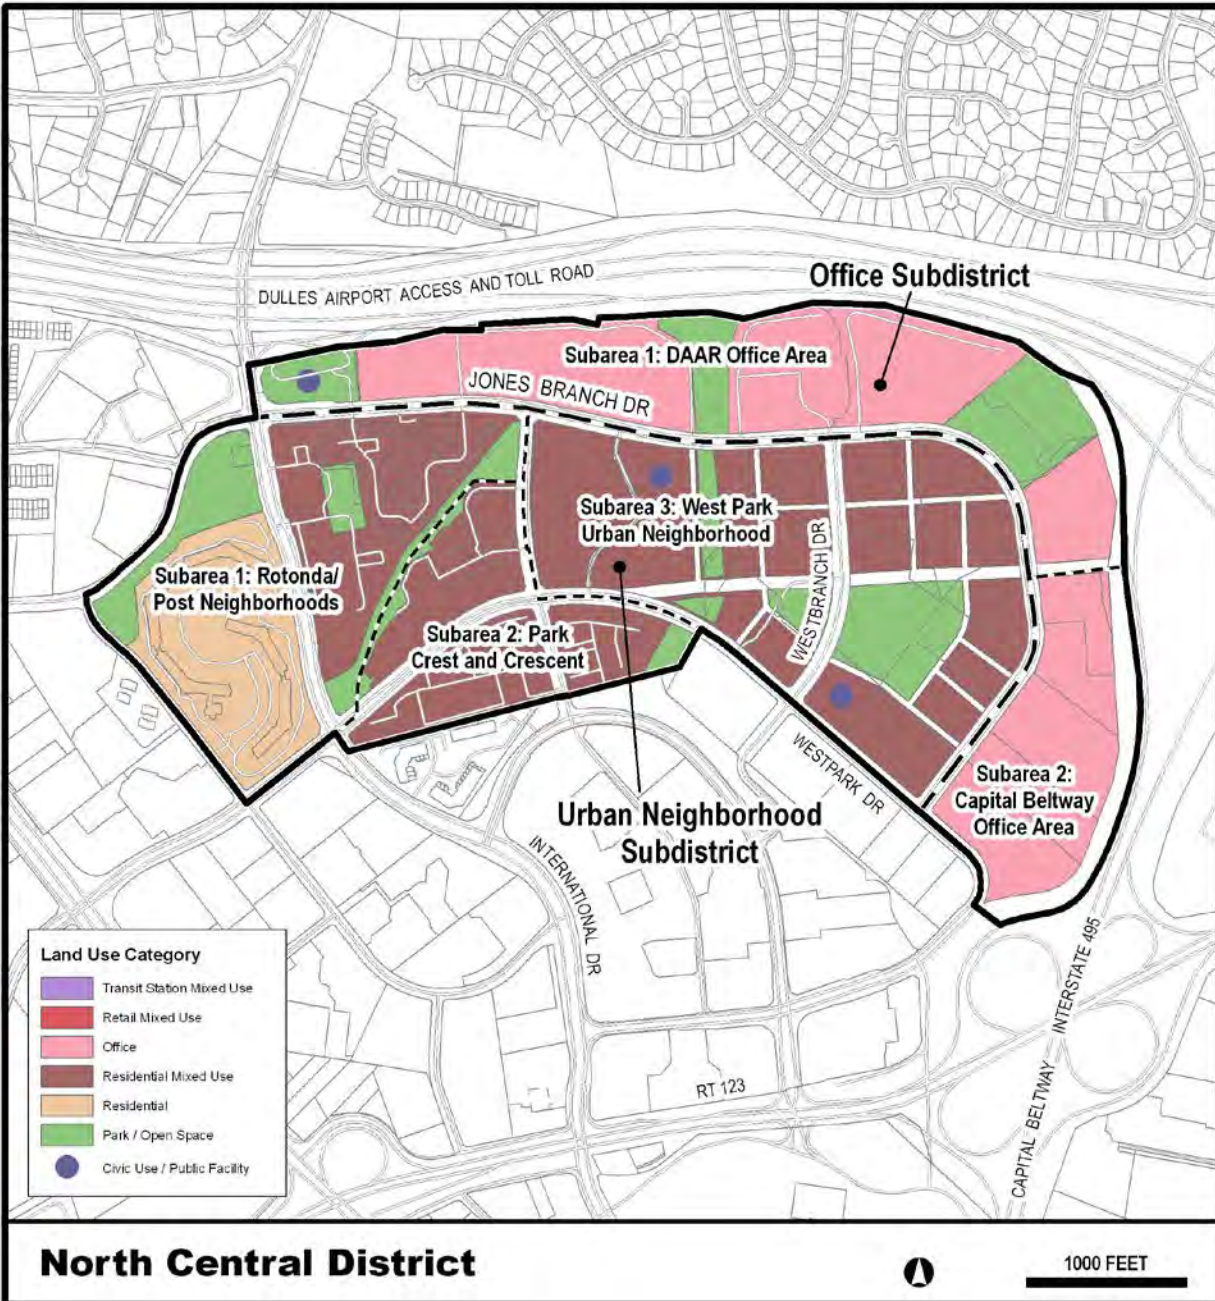 Office Subdistrict
DULLES AIRPORT ACCESS AND TOLL ROAD
Subarea 1: DAAR Office Area
JONES BRANCH DR
Subarea 3: West Park
Urban Neighborhood
WESTBRANCH DR
Subarea 1: Rotonda/
Post Neighborhoods
Subarea 2: Park
Crest and Crescent
WESTPARK DR
Subarea 2:
Capital Beltway
Office Area
Urban Neighborhood
Subdistrict
INTERNATIONAL DR
CAPITAL BELTWAY INTERSTATE 495
RT 123
Land Use Category
Transit Station Mixed Use
Retail Mixed Use
Office
Residential Mixed Use
Residential
Park / Open Space
Civic Use / Public Facility
North Central District
1000 FEET